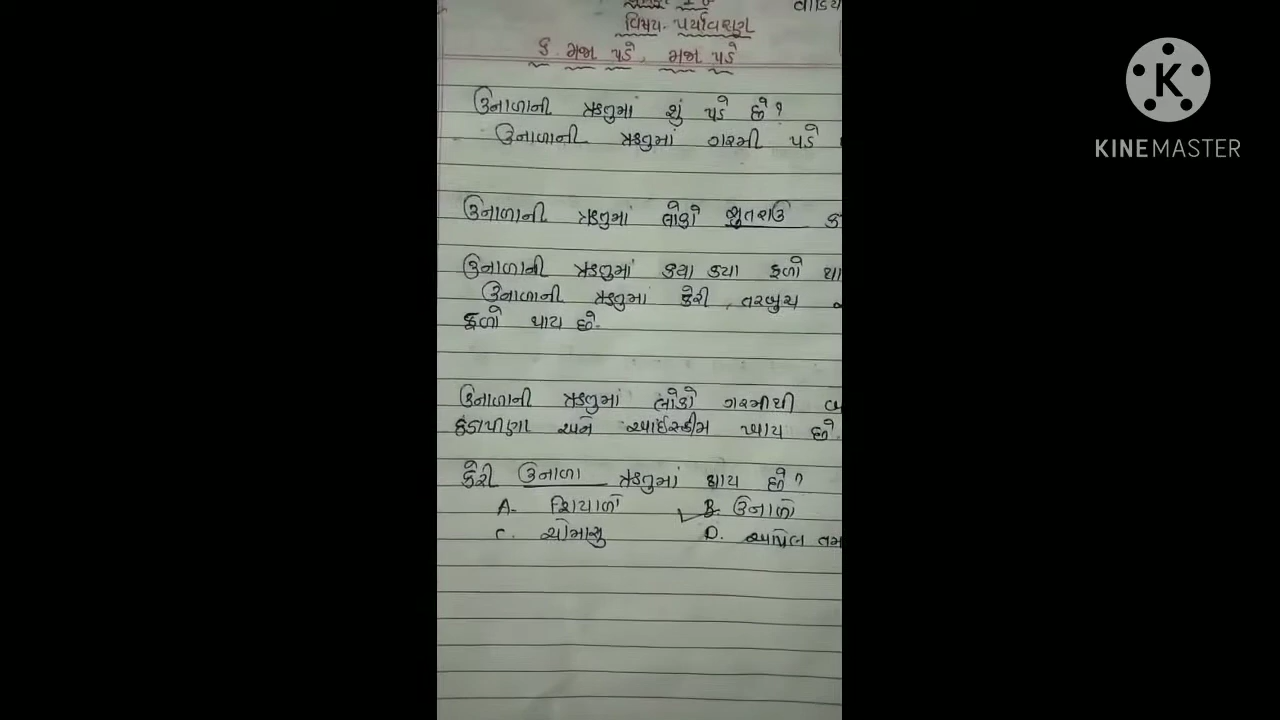 વિષય- પર્યાવરણ
૬. મજા પડે, મજા પડે
ઉનાળાની ઋતુમાં શું પડે છે?
ઉનાળાની ઋતુમાં ગરમી પડે
ઉનાળાની ઋતુમાં લોકો સુતરાઉ ક
ઉનાળાની ઋતુમાં કયા કયા ફળો થા
ઉનાળાની ઋતુમાં કેરી, તરબુચ
ફળો થાય છે.
ઉનાળાની ઋતુમાં લોકો ગરમીથી બ
ઠંડાપીણા અને આઈસ્ક્રીમ ખાય છે.
કેરી ઉનાળા ઋતુમાં થાય છે?
A. શિયાળો B. ઉનાળો
C. ચોમાસુ D. આપેલ તમ
K
KINEMASTER